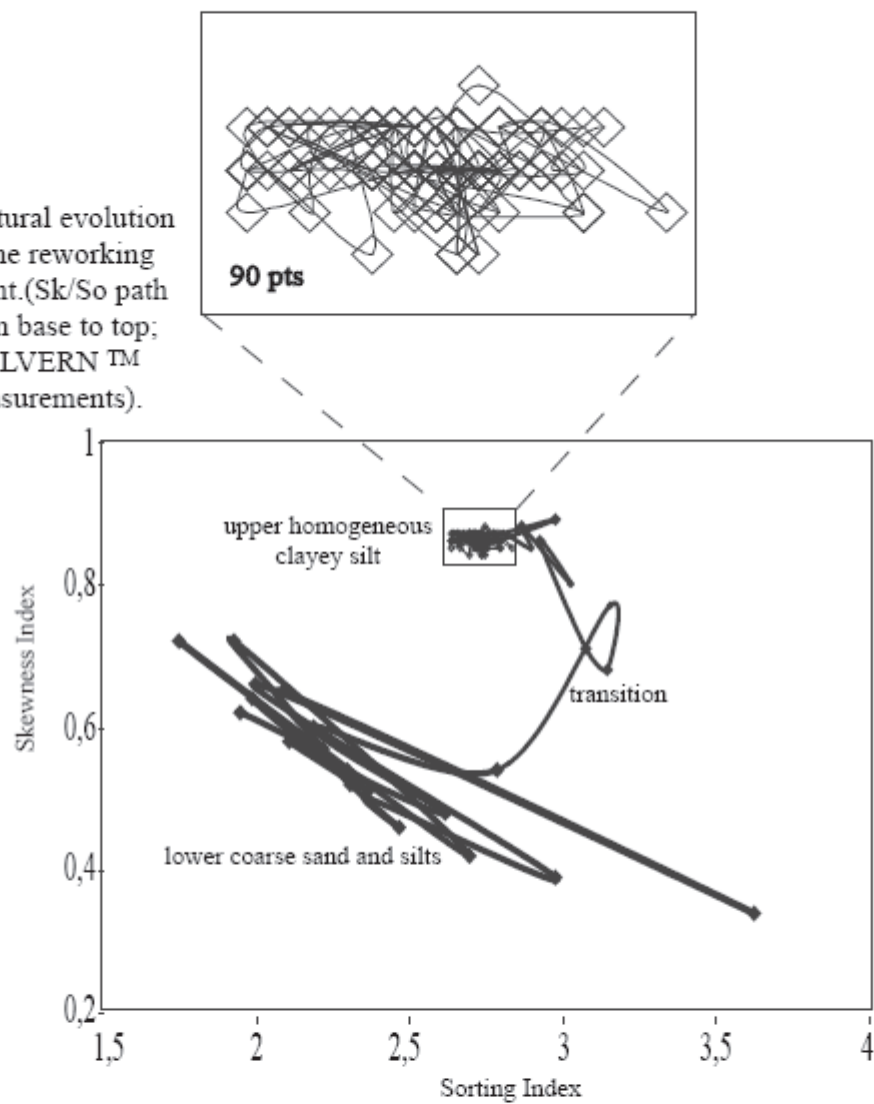 90 pts
tural evolution
ne reworking
nt.(Sk/So path
n base to top;
LVERN TM
surements).
1
0,8
0,6
0,4
0,2
Skewness Index
upper homogeneous
clayey silt
transition
lower coarse sand and silts
1,5 2 2,5 3 3,5 4
Sorting Index